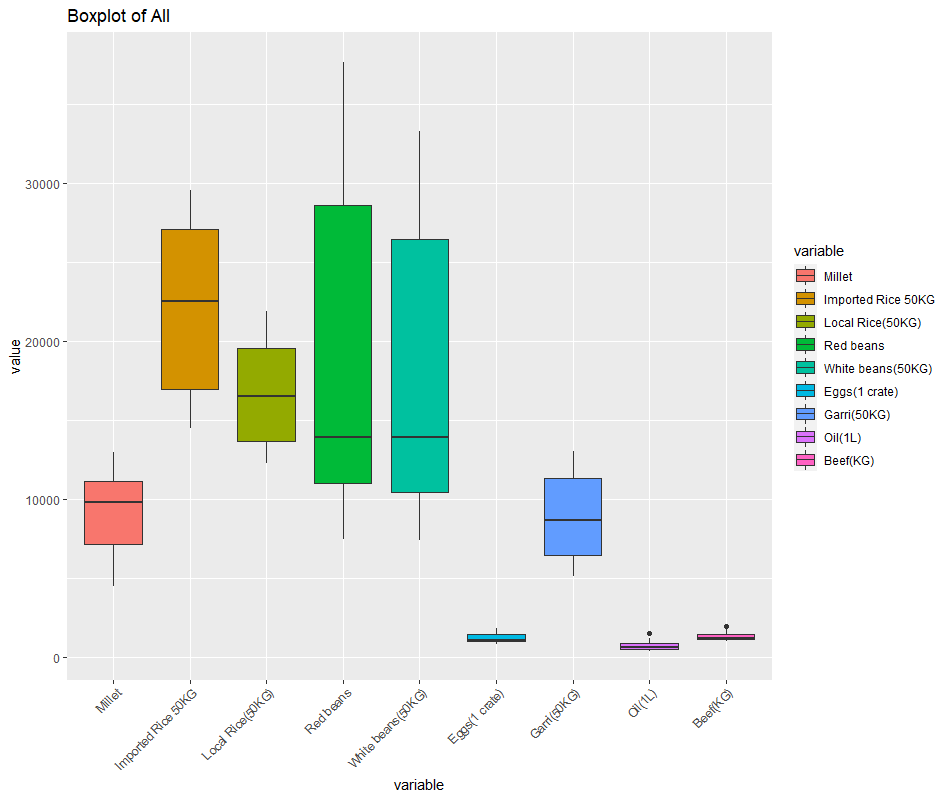 Boxplot of All
value
30000
20000
10000
0
Millet
Imported Rice 50KG
Local Rice(50KG)
Red beans
White beans(50KG)
Eggs(1 crate)
Garri(50KG)
Oil(1L)
Beef(KG)
variable
variable
Millet
Imported Rice 50KG
Local Rice(50KG)
Red beans
White beans(50KG)
Eggs(1 crate)
Garri(50KG)
Oil(1L)
Beef(KG)